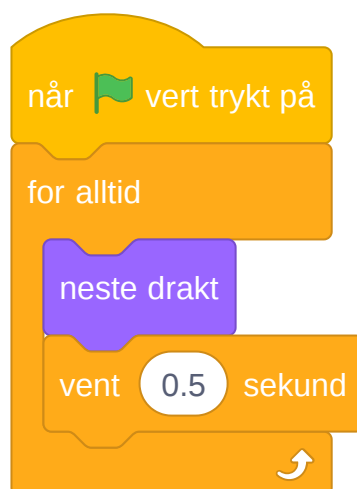 når vert trykt på
for alltid
neste drakt
vent 0.5 sekund